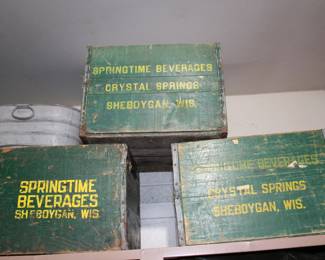 SPRINGTIME BEVERAGES
CRYSTAL SPRINGS
SHEBOYGAN, WIS.
SPRINGTIME
BEVERAGES
SHEBOYGAN, WIS.
SPRINGTIME BEVERAGES
CRYSTAL SPRINGS
SHEBOYGAN, WIS.